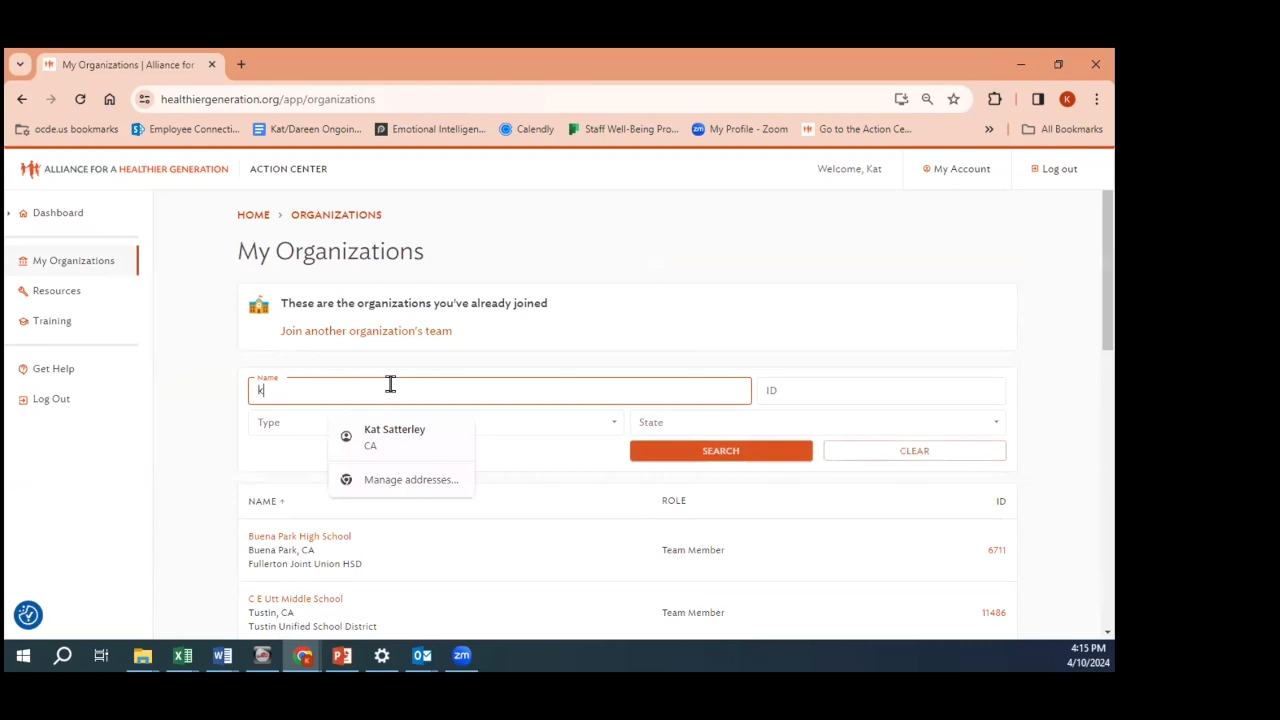 My Organizations | Alliance for
healthiergeneration.org/app/organizations
K
ocde.us bookmarks
Employee Connecti...
Kat/Dareen Ongoin...
Emotional Intelligen...
Calendly
Staff Well-Being Pro...
My Profile - Zoom
Go to the Action Ce...
»
All Bookmarks
ALLIANCE FOR A HEALTHIER GENERATION
ACTION CENTER
Welcome, Kat
My Account
Log out
Dashboard
My Organizations
Resources
Training
Get Help
Log Out
HOME > ORGANIZATIONS
My Organizations
These are the organizations you've already joined
Join another organization's team
Name
k
ID
Type
State
Kat Satterley
CA
Manage addresses...
SEARCH
CLEAR
NAME ↑
ROLE
ID
Buena Park High School
Buena Park, CA
Fullerton Joint Union HSD
Team Member
6711
C E Utt Middle School
Tustin, CA
Tustin Unified School District
Team Member
11486
zm
4:15 PM
4/10/2024